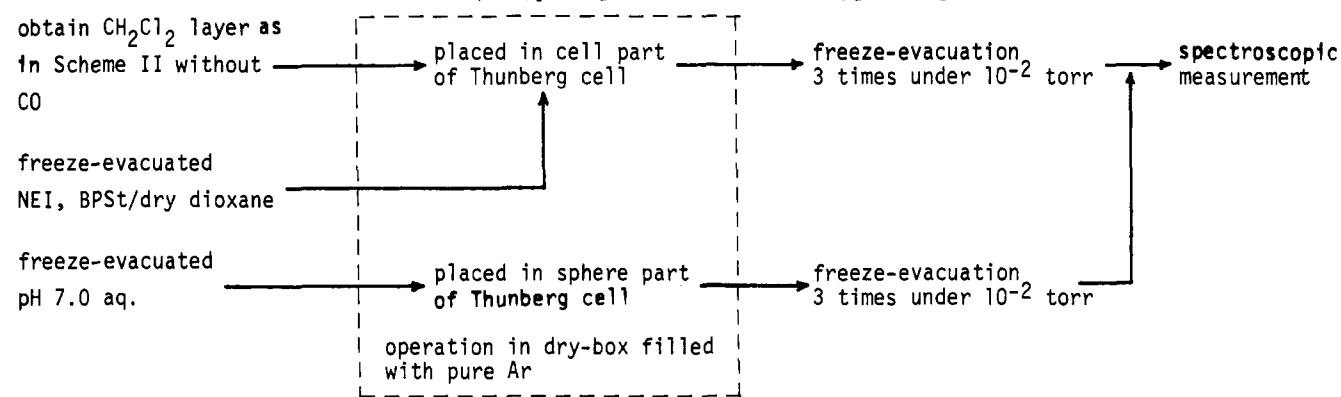 obtain CH2Cl2 layer as
in Scheme II without
CO
placed in cell part
of Thunberg cell
freeze-evacuation
3 times under 10-2 torr
spectroscopic
measurement
freeze-evacuated
NEI, BPSt/dry dioxane
freeze-evacuated
pH 7.0 aq.
placed in sphere part
of Thunberg cell
freeze-evacuation
3 times under 10-2 torr
operation in dry-box filled
with pure Ar